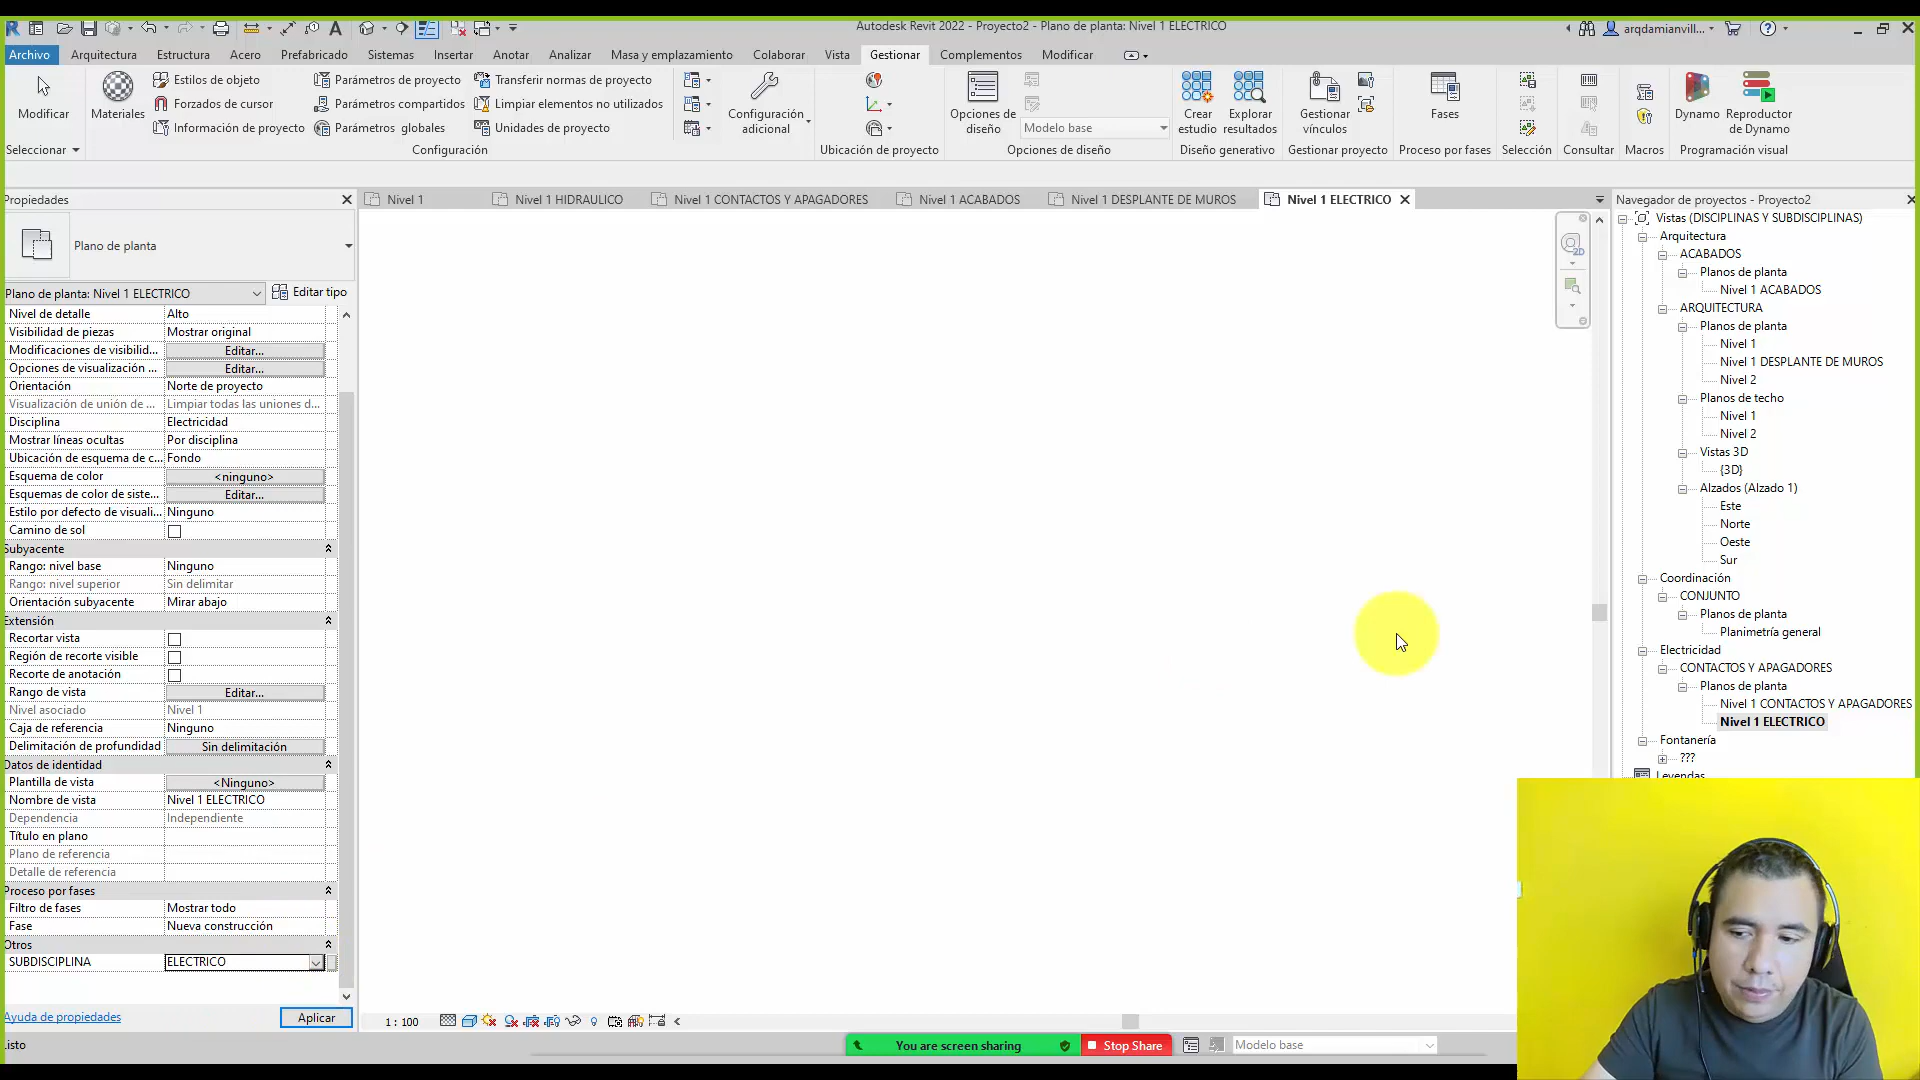 Autodesk Revit 2022 - Proyecto2 - Plano de planta: Nivel 1 ELECTRICO
arqdamianvill...
Archivo Arquitectura Estructura Acero Prefabricado Sistemas Insertar Anotar Analizar Masa y emplazamiento Colaborar Vista Gestionar Complementos Modificar
Modificar
Seleccionar
Materiales
Estilos de objeto
Forzados de cursor
Información de proyecto
Parámetros de proyecto
Parámetros compartidos
Parámetros globales
Transferir normas de proyecto
Limpiar elementos no utilizados
Unidades de proyecto
Configuración
Configuración adicional
Ubicación de proyecto
Opciones de diseño
Modelo base
Opciones de diseño
Crear estudio
Explorar resultados
Diseño generativo
Gestionar vínculos
Gestionar proyecto
Fases
Proceso por fases
Selección
Consultar
Macros
Dynamo
Reproductor de Dynamo
Programación visual
Propiedades
Plano de planta
Plano de planta: Nivel 1 ELECTRICO
Editar tipo
Nivel de detalle Alto
Visibilidad de piezas Mostrar original
Modificaciones de visibilid... Editar...
Opciones de visualización ... Editar...
Orientación Norte de proyecto
Visualización de unión de ... Limpiar todas las uniones d...
Disciplina Electricidad
Mostrar líneas ocultas Por disciplina
Ubicación de esquema de c... Fondo
Esquema de color <ninguno>
Esquemas de color de siste... Editar...
Estilo por defecto de visuali... Ninguno
Camino de sol
Subyacente
Rango: nivel base Ninguno
Rango: nivel superior Sin delimitar
Orientación subyacente Mirar abajo
Extensión
Recortar vista
Región de recorte visible
Recorte de anotación
Rango de vista Editar...
Nivel asociado Nivel 1
Caja de referencia Ninguno
Delimitación de profundidad Sin delimitación
Datos de identidad
Plantilla de vista <Ninguno>
Nombre de vista Nivel 1 ELECTRICO
Dependencia Independiente
Título en plano
Plano de referencia
Detalle de referencia
Proceso por fases
Filtro de fases Mostrar todo
Fase Nueva construcción
Otros
SUBDISCIPLINA ELECTRICO
Ayuda de propiedades
Aplicar
Nivel 1
Nivel 1 HIDRAULICO
Nivel 1 CONTACTOS Y APAGADORES
Nivel 1 ACABADOS
Nivel 1 DESPLANTE DE MUROS
Nivel 1 ELECTRICO
2D
Navegador de proyectos - Proyecto2
Vistas (DISCIPLINAS Y SUBDISCIPLINAS)
Arquitectura
ACABADOS
Planos de planta
Nivel 1 ACABADOS
ARQUITECTURA
Planos de planta
Nivel 1
Nivel 1 DESPLANTE DE MUROS
Nivel 2
Planos de techo
Nivel 1
Nivel 2
Vistas 3D
{3D}
Alzados (Alzado 1)
Este
Norte
Oeste
Sur
Coordinación
CONJUNTO
Planos de planta
Planimetría general
Electricidad
CONTACTOS Y APAGADORES
Planos de planta
Nivel 1 CONTACTOS Y APAGADORES
Nivel 1 ELECTRICO
Fontanería
???
Leyendas
1 : 100
You are screen sharing
Stop Share
Modelo base